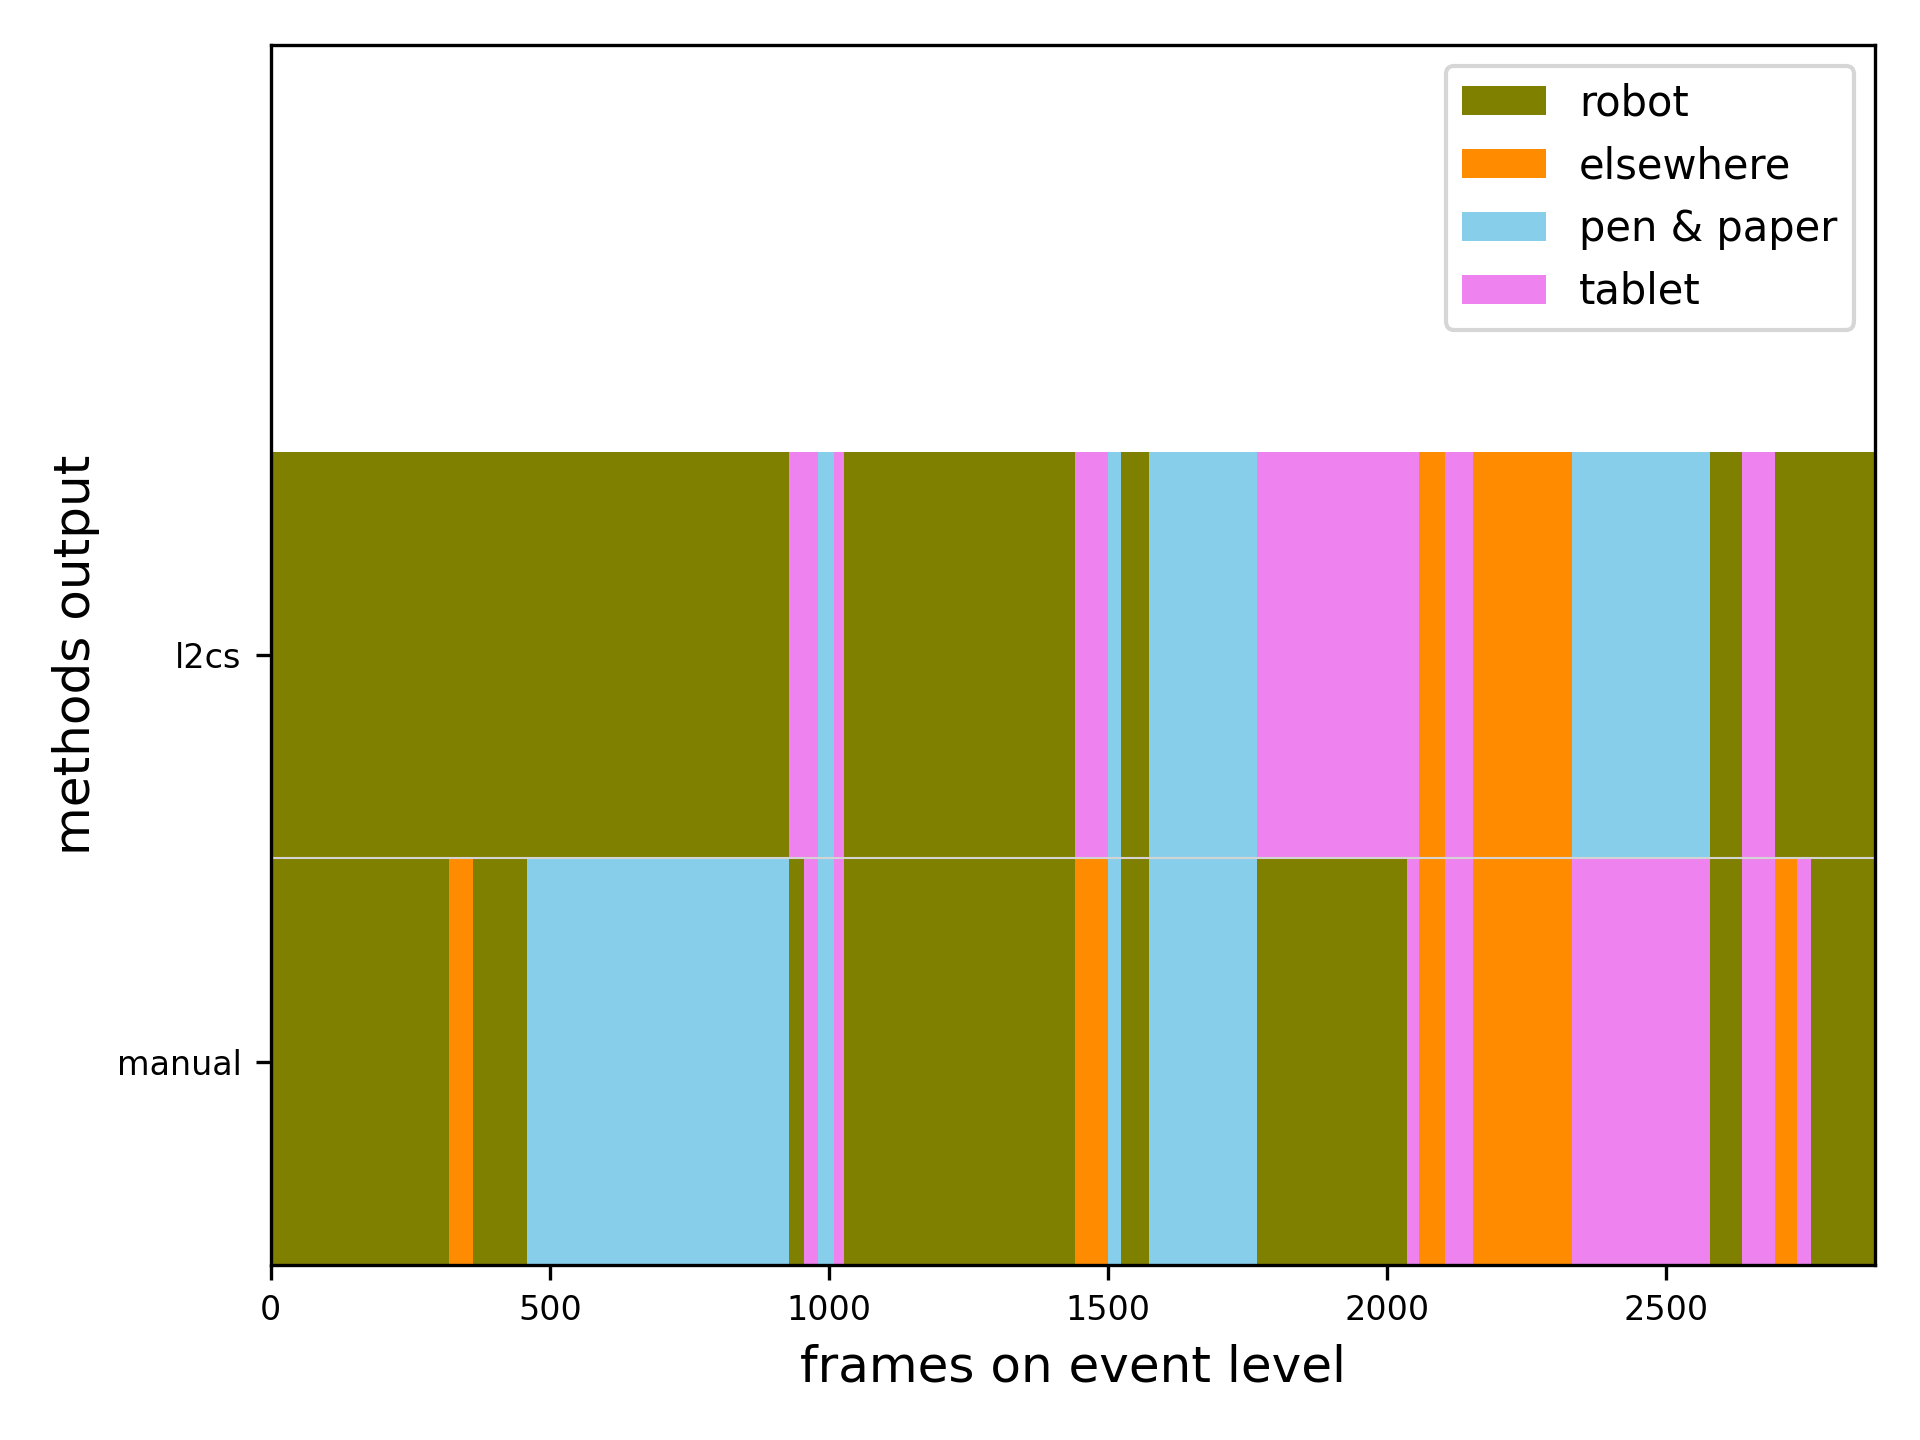 robot
elsewhere
pen & paper
tablet
methods output
l2cs
manual
0 500 1000 1500 2000 2500
frames on event level